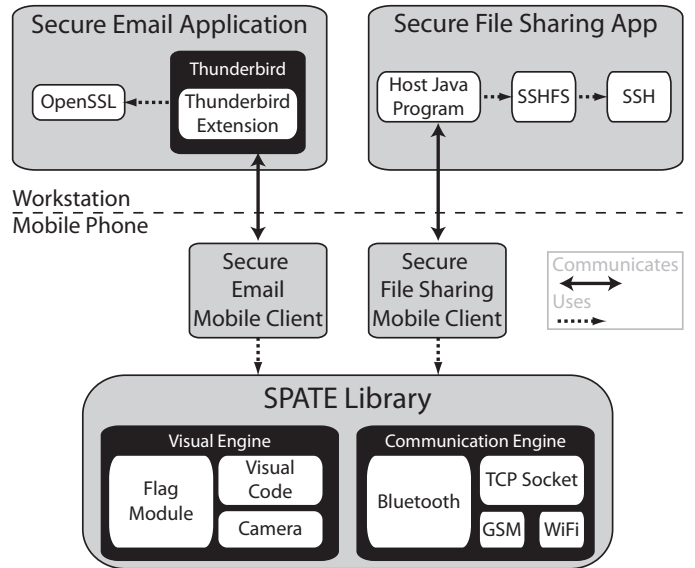 Secure Email Application
Thunderbird
OpenSSL
Thunderbird
Extension
Secure File Sharing App
Host Java
Program
SSHFS
SSH
Workstation
Mobile Phone
Secure
Email
Mobile Client
Secure
File Sharing
Mobile Client
Communicates
Uses
SPATE Library
Visual Engine
Flag
Module
Visual
Code
Camera
Communication Engine
Bluetooth
TCP Socket
GSM
WiFi